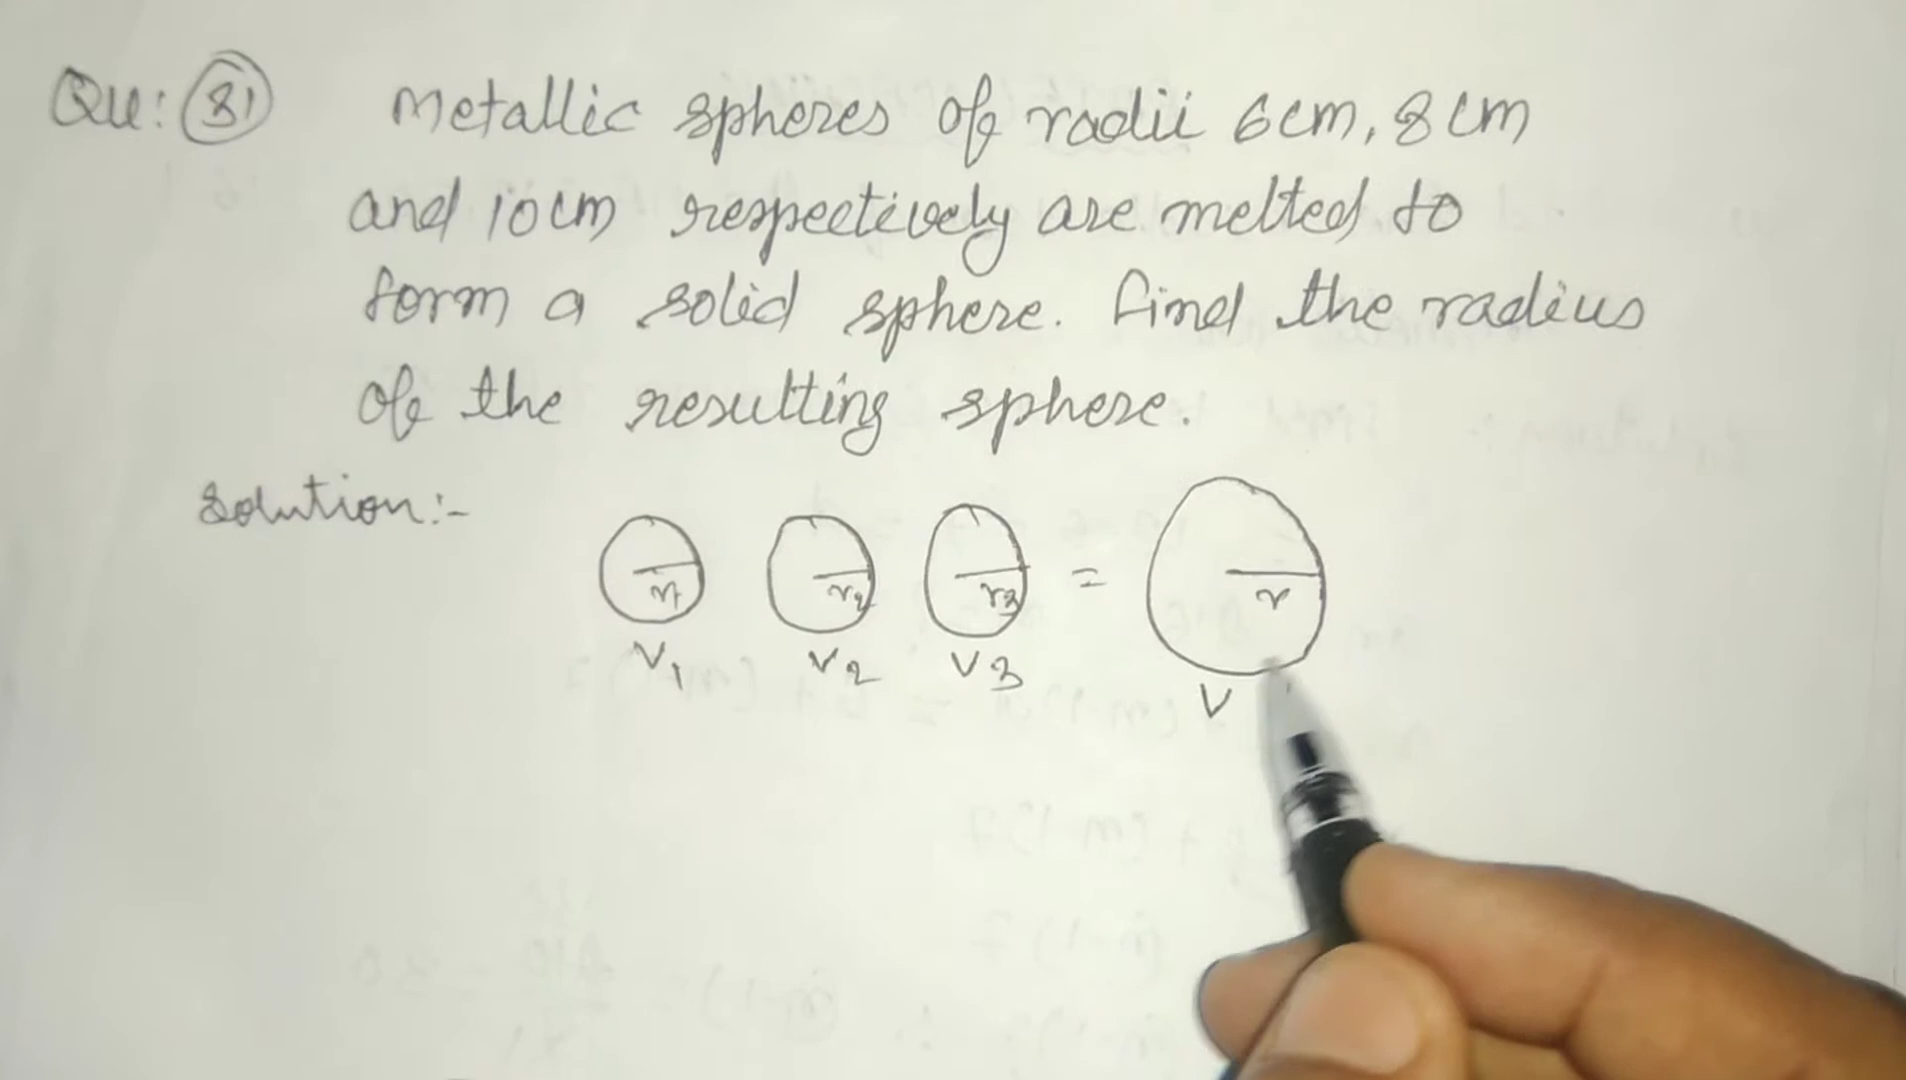 Qu: 31 Metallic spheres of radii 6cm, 8cm
and 10cm respectively are melted to
form a solid sphere. Find the radius
of the resulting sphere.
Solution:-
r1 r2 r3 = r
V1 V2 V3 V